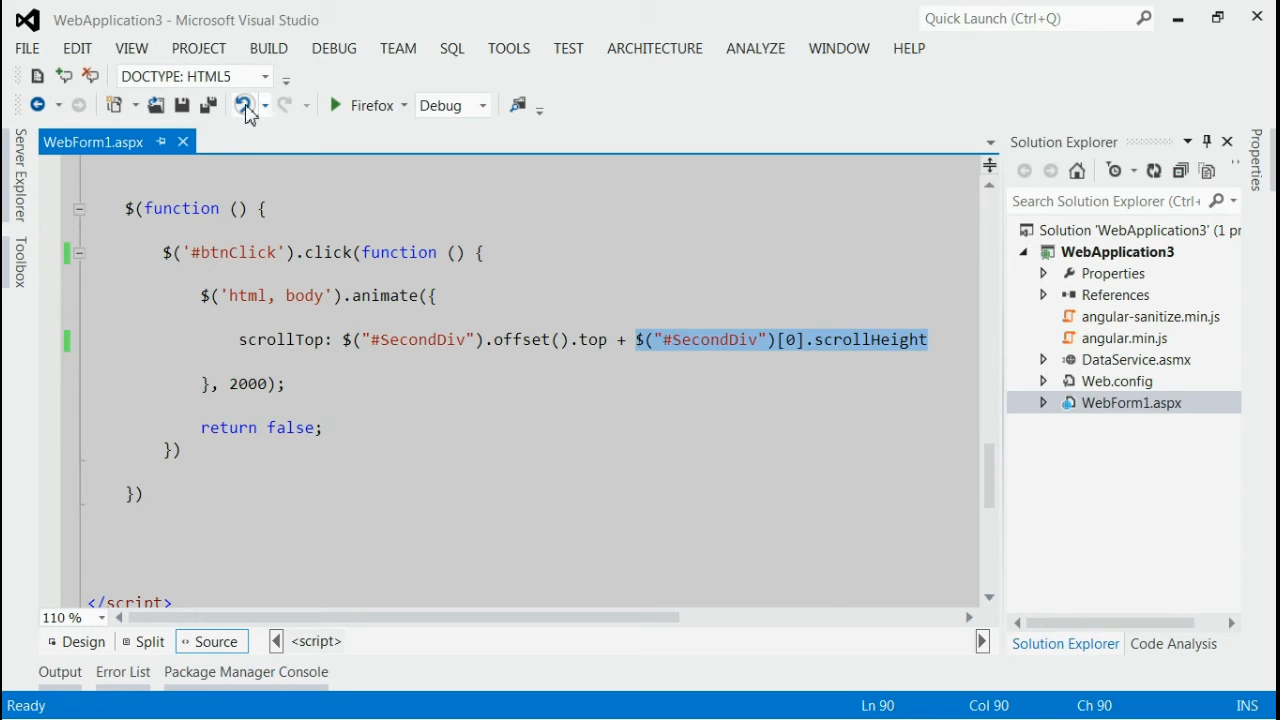 WebApplication3 - Microsoft Visual Studio
Quick Launch (Ctrl+Q)
FILE EDIT VIEW PROJECT BUILD DEBUG TEAM SQL TOOLS TEST ARCHITECTURE ANALYZE WINDOW HELP
DOCTYPE: HTML5
Firefox Debug
Server Explorer
Toolbox
WebForm1.aspx
$(function () {
$('#btnClick').click(function () {
$('html, body').animate({
scrollTop: $("#SecondDiv").offset().top + $("#SecondDiv")[0].scrollHeight
}, 2000);
return false;
})
})
</script>
110 %
Design Split Source <script>
Output Error List Package Manager Console
Solution Explorer
Search Solution Explorer (Ctrl+
Solution 'WebApplication3' (1 pr
WebApplication3
Properties
References
angular-sanitize.min.js
angular.min.js
DataService.asmx
Web.config
WebForm1.aspx
Solution Explorer Code Analysis
Properties
Ready Ln 90 Col 90 Ch 90 INS